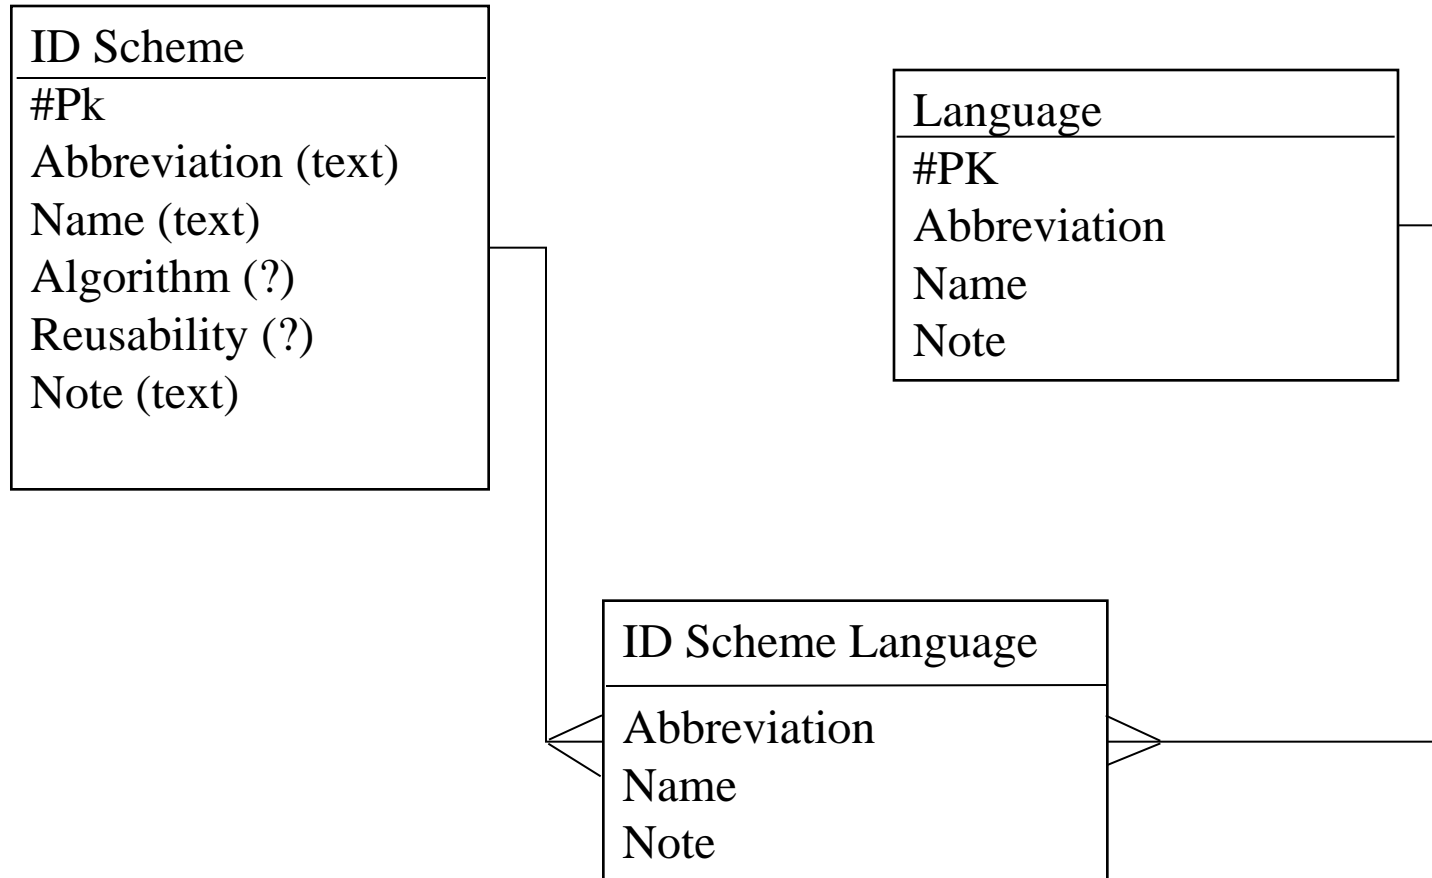 ID Scheme
#Pk
Abbreviation (text)
Name (text)
Algorithm (?)
Reusability (?)
Note (text)
Language
#PK
Abbreviation
Name
Note
ID Scheme Language
Abbreviation
Name
Note